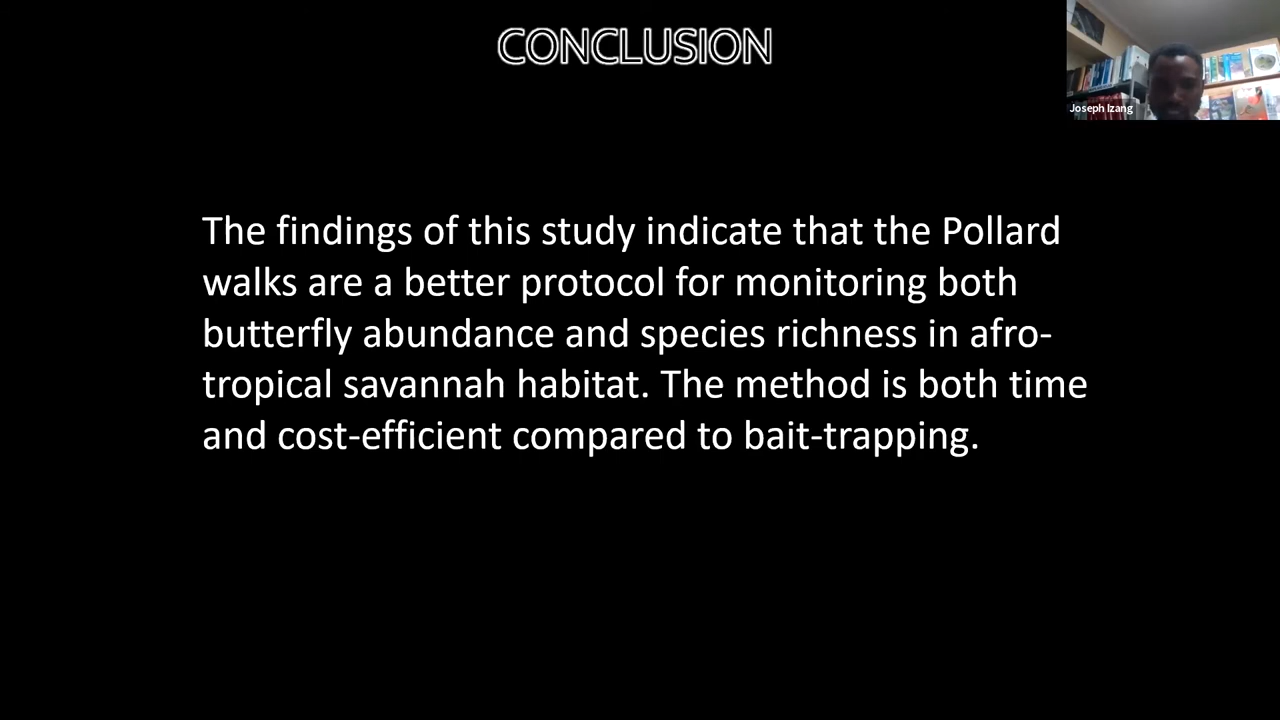 CONCLUSION
Joseph Izang
The findings of this study indicate that the Pollard
walks are a better protocol for monitoring both
butterfly abundance and species richness in afro-
tropical savannah habitat. The method is both time
and cost-efficient compared to bait-trapping.